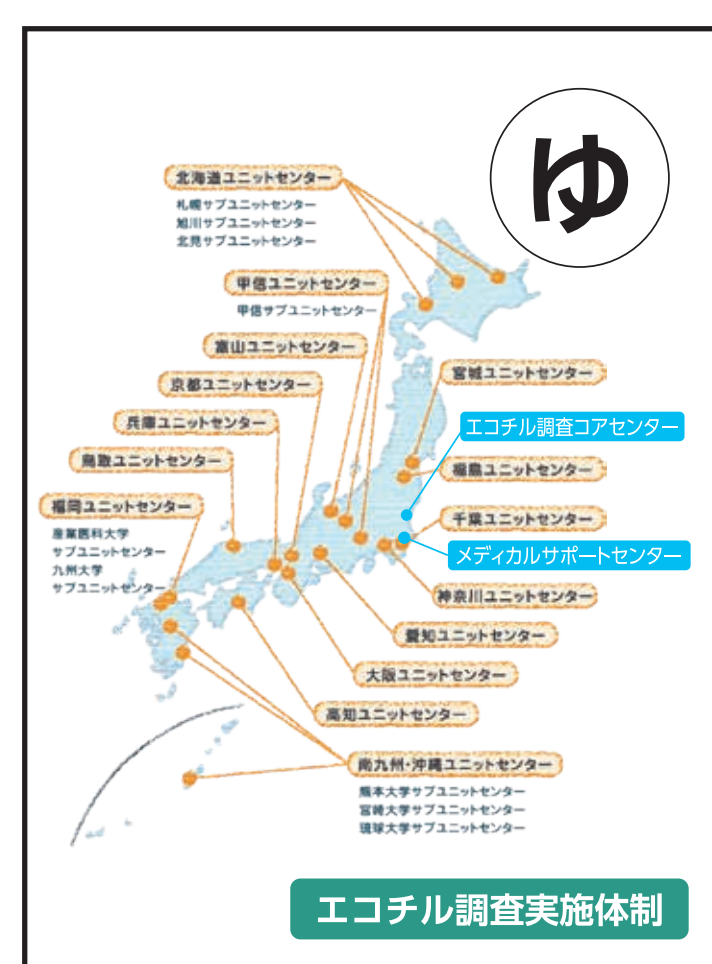 ゆ
北海道ユニットセンター
札幌サブユニットセンター
旭川サブユニットセンター
北見サブユニットセンター
甲信ユニットセンター
甲信サブユニットセンター
富山ユニットセンター
京都ユニットセンター
兵庫ユニットセンター
鳥取ユニットセンター
福岡ユニットセンター
産業医科大学
サブユニットセンター
九州大学
サブユニットセンター
宮城ユニットセンター
エコチル調査コアセンター
福島ユニットセンター
千葉ユニットセンター
メディカルサポートセンター
神奈川ユニットセンター
愛知ユニットセンター
大阪ユニットセンター
高知ユニットセンター
南九州・沖縄ユニットセンター
熊本大学サブユニットセンター
宮崎大学サブユニットセンター
琉球大学サブユニットセンター
エコチル調査実施体制